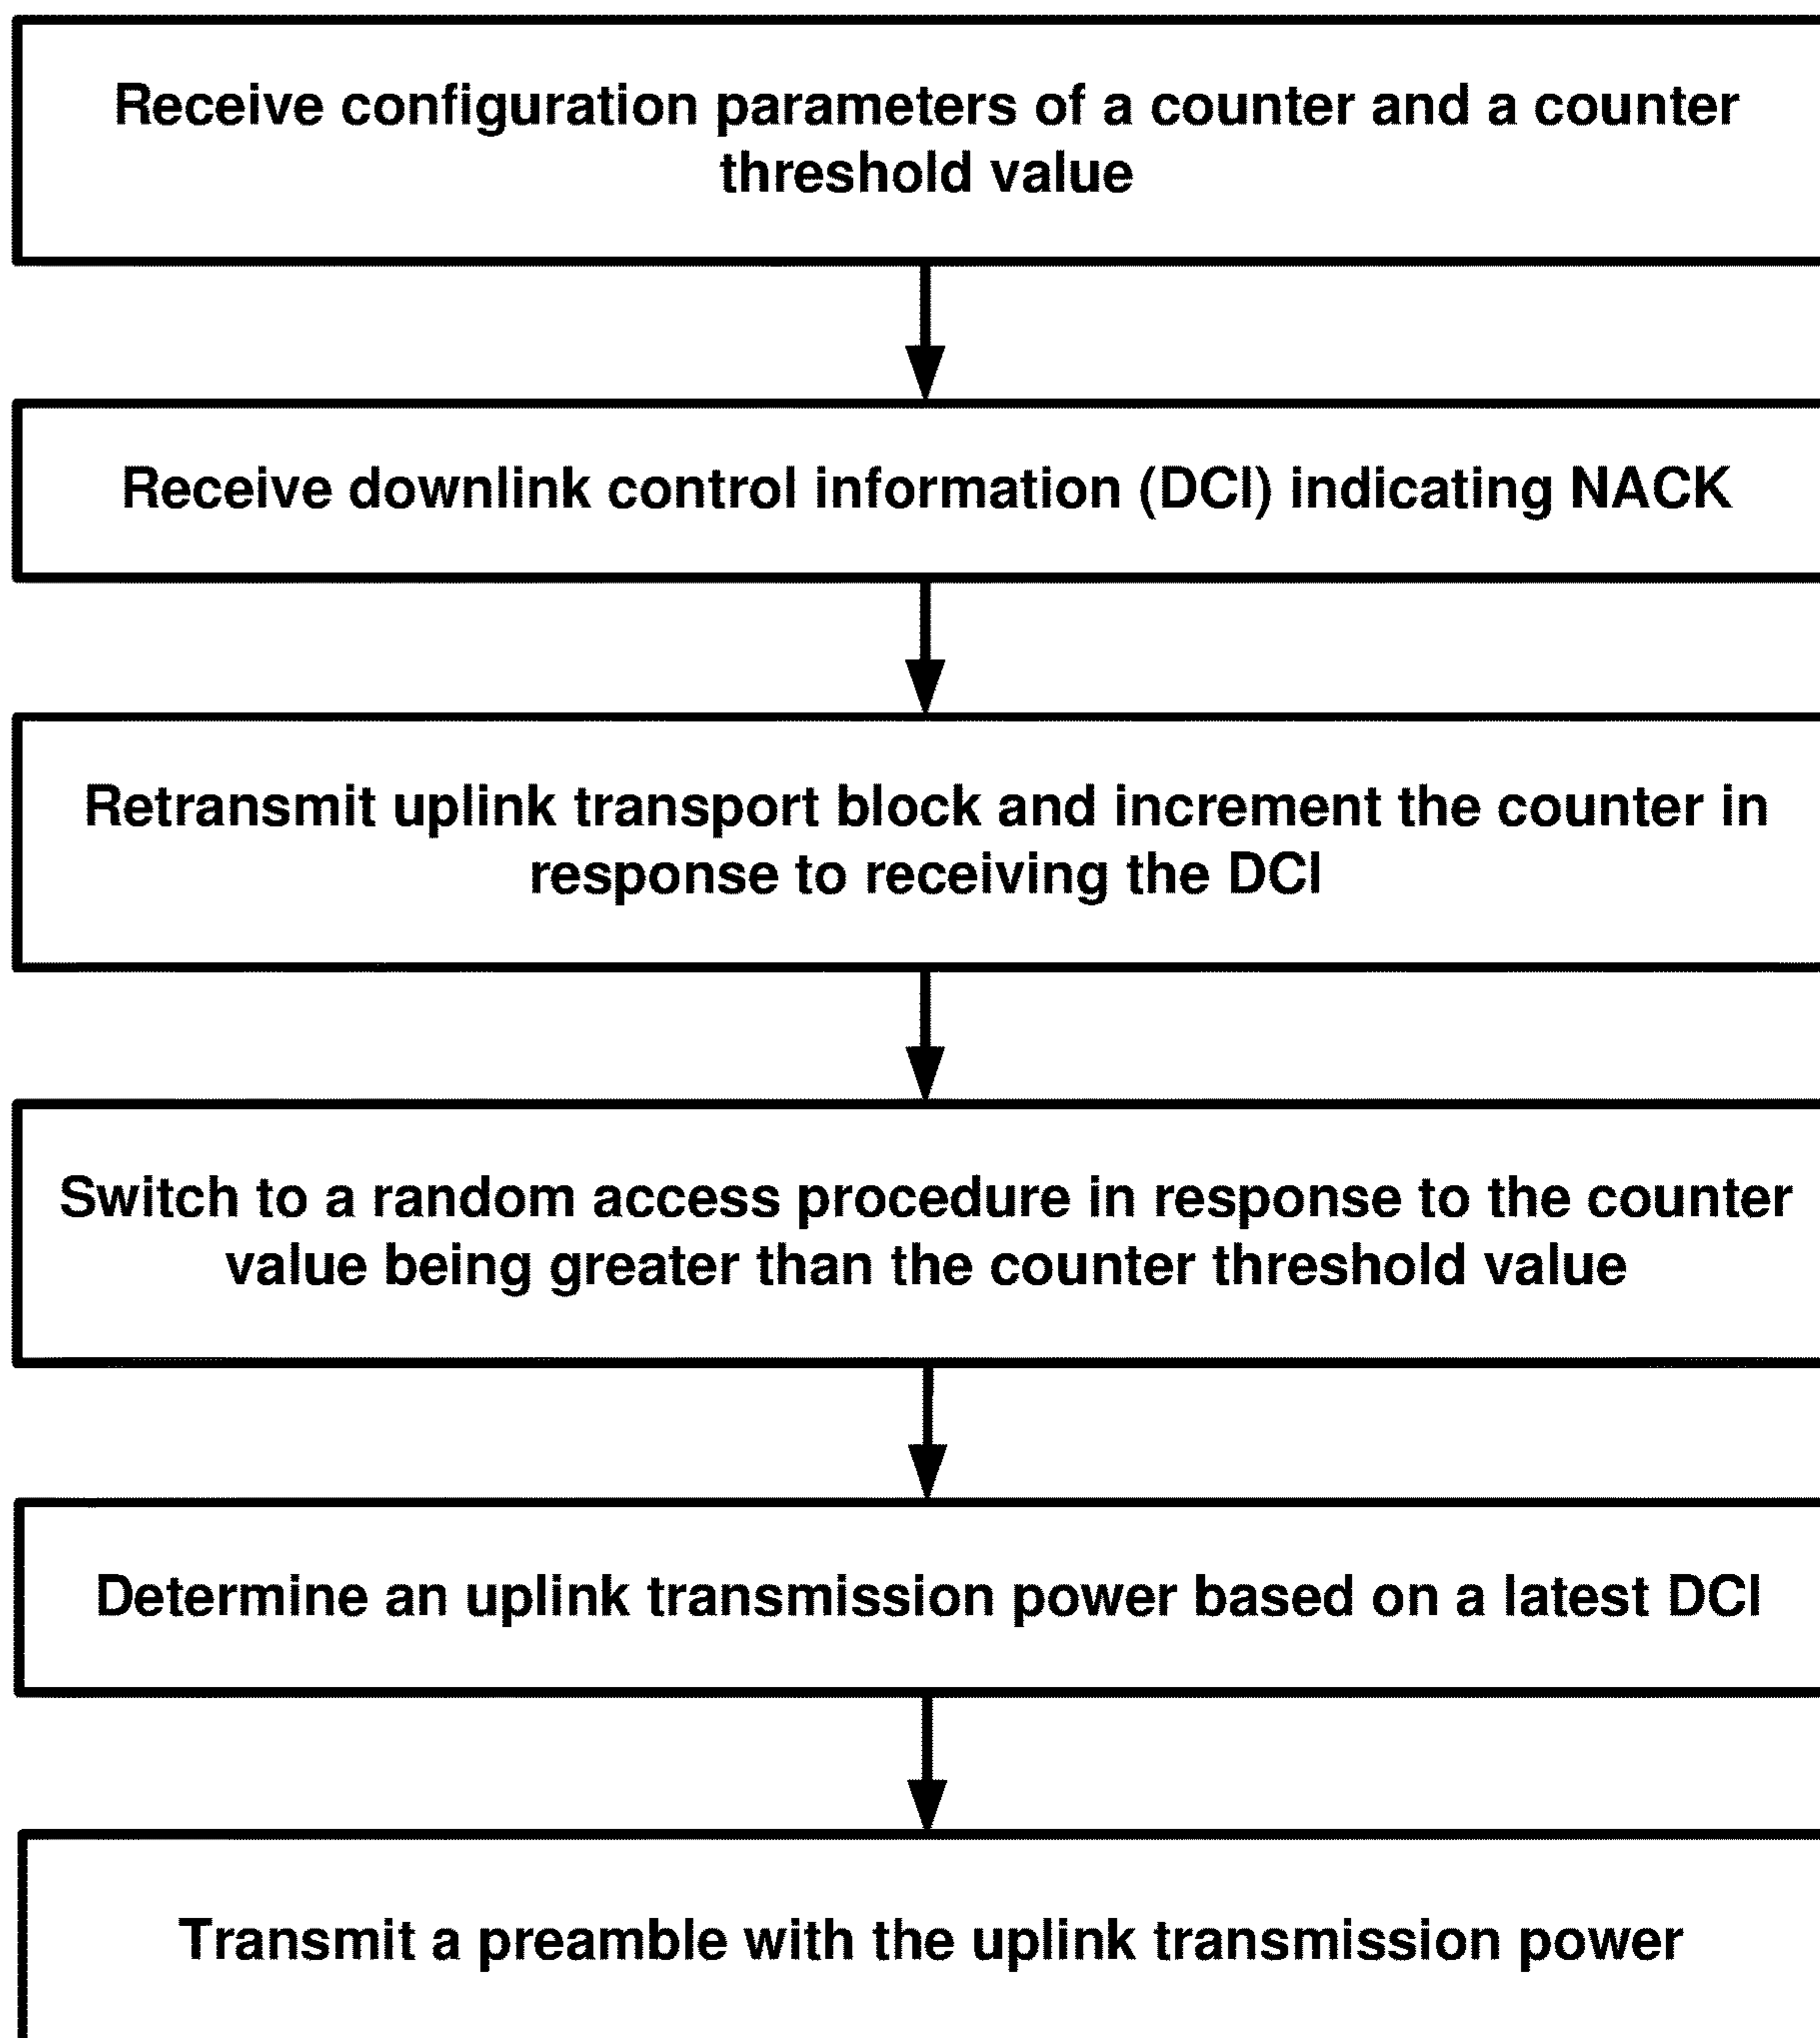 Receive configuration parameters of a counter and a counter
threshold value
Receive downlink control information (DCI) indicating NACK
Retransmit uplink transport block and increment the counter in
response to receiving the DCI
Switch to a random access procedure in response to the counter
value being greater than the counter threshold value
Determine an uplink transmission power based on a latest DCI
Transmit a preamble with the uplink transmission power